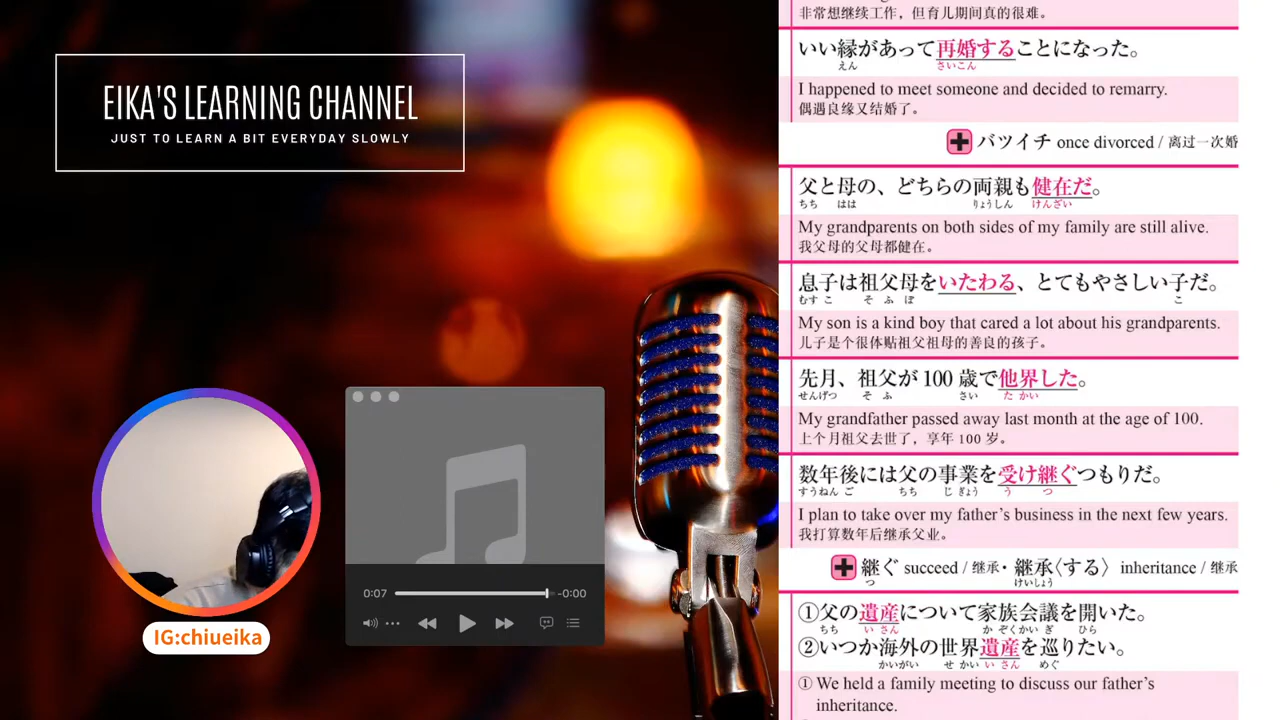 EIKA'S LEARNING CHANNEL
JUST TO LEARN A BIT EVERYDAY SLOWLY
IG:chiueika
0:07
-0:00
非常想继续工作，但育儿期间真的很难。
いい縁があって再婚することになった。
えん さいこん
I happened to meet someone and decided to remarry.
偶遇良缘又结婚了。
バツイチ once divorced / 离过一次婚
父と母の、どちらの両親も健在だ。
ちち はは りょうしん けんざい
My grandparents on both sides of my family are still alive.
我父母的父母都健在。
息子は祖父母をいたわる、とてもやさしい子だ。
むすこ そふぼ こ
My son is a kind boy that cared a lot about his grandparents.
儿子是个很体贴祖父祖母的善良的孩子。
先月、祖父が 100 歳で他界した。
せんげつ そふ さい たかい
My grandfather passed away last month at the age of 100.
上个月祖父去世了，享年 100 岁。
数年後には父の事業を受け継ぐつもりだ。
すうねんご ちち じぎょう う つ
I plan to take over my father's business in the next few years.
我打算数年后继承父业。
継ぐ succeed / 继承・継承〈する〉 inheritance / 继承
つ けいしょう
①父の遺産について家族会議を開いた。
ちち いさん かぞくかいぎ ひら
②いつか海外の世界遺産を巡りたい。
かいがい せかいいさん めぐ
① We held a family meeting to discuss our father's
inheritance.